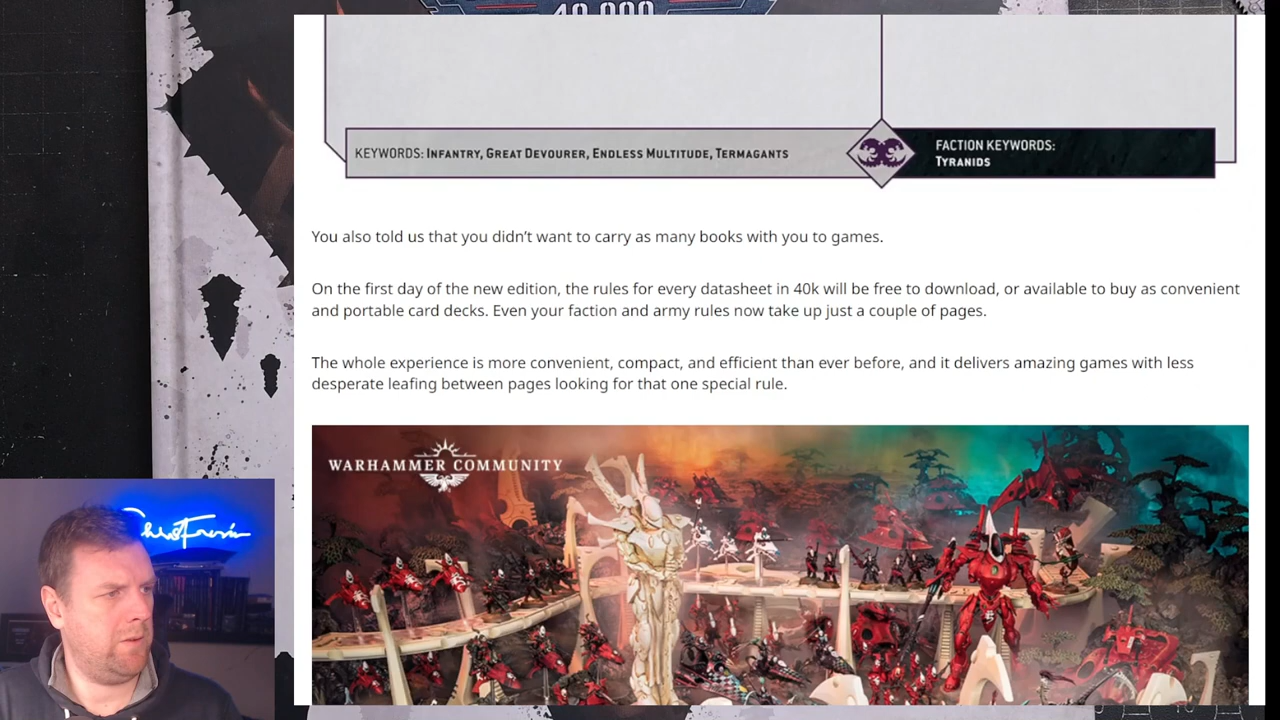 40,000
KEYWORDS: INFANTRY, GREAT DEVOURER, ENDLESS MULTITUDE, TERMAGANTS
FACTION KEYWORDS:
TYRANIDS
You also told us that you didn't want to carry as many books with you to games.
On the first day of the new edition, the rules for every datasheet in 40k will be free to download, or available to buy as convenient
and portable card decks. Even your faction and army rules now take up just a couple of pages.
The whole experience is more convenient, compact, and efficient than ever before, and it delivers amazing games with less
desperate leafing between pages looking for that one special rule.
WARHAMMER COMMUNITY